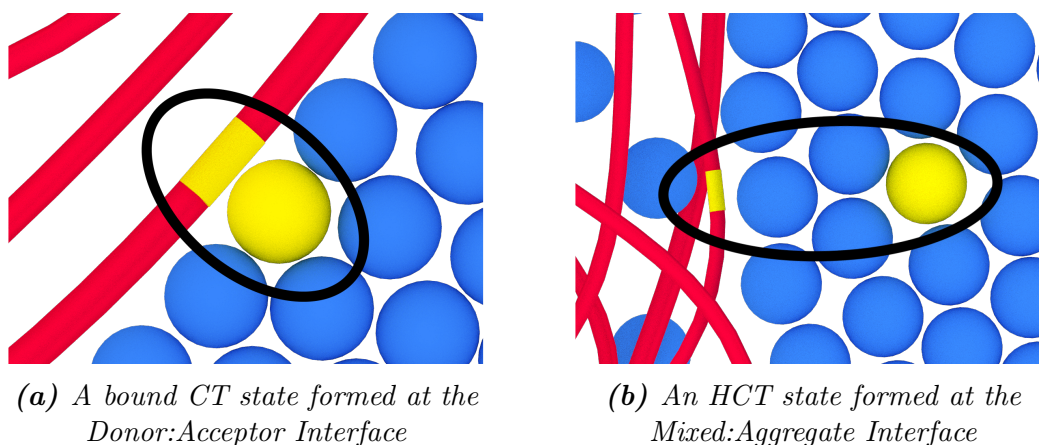 (a) A bound CT state formed at the
Donor:Acceptor Interface
(b) An HCT state formed at the
Mixed:Aggregate Interface